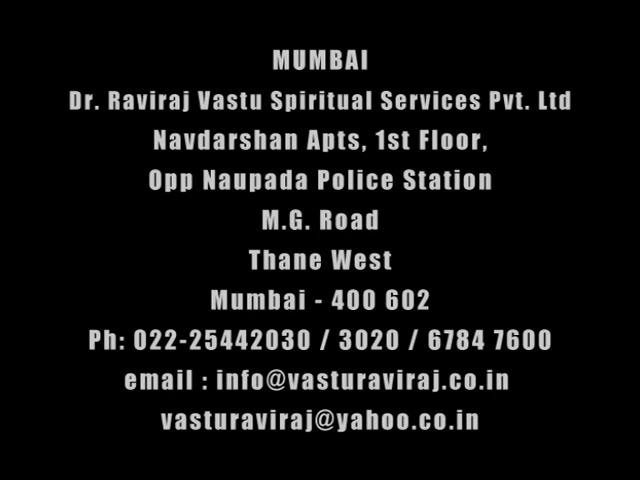 MUMBAI
Dr. Raviraj Vastu Spiritual Services Pvt. Ltd
Navdarshan Apts, 1st Floor,
Opp Naupada Police Station
M.G. Road
Thane West
Mumbai - 400 602
Ph: 022-25442030 / 3020 / 6784 7600
email : info@vasturaviraj.co.in
vasturaviraj@yahoo.co.in